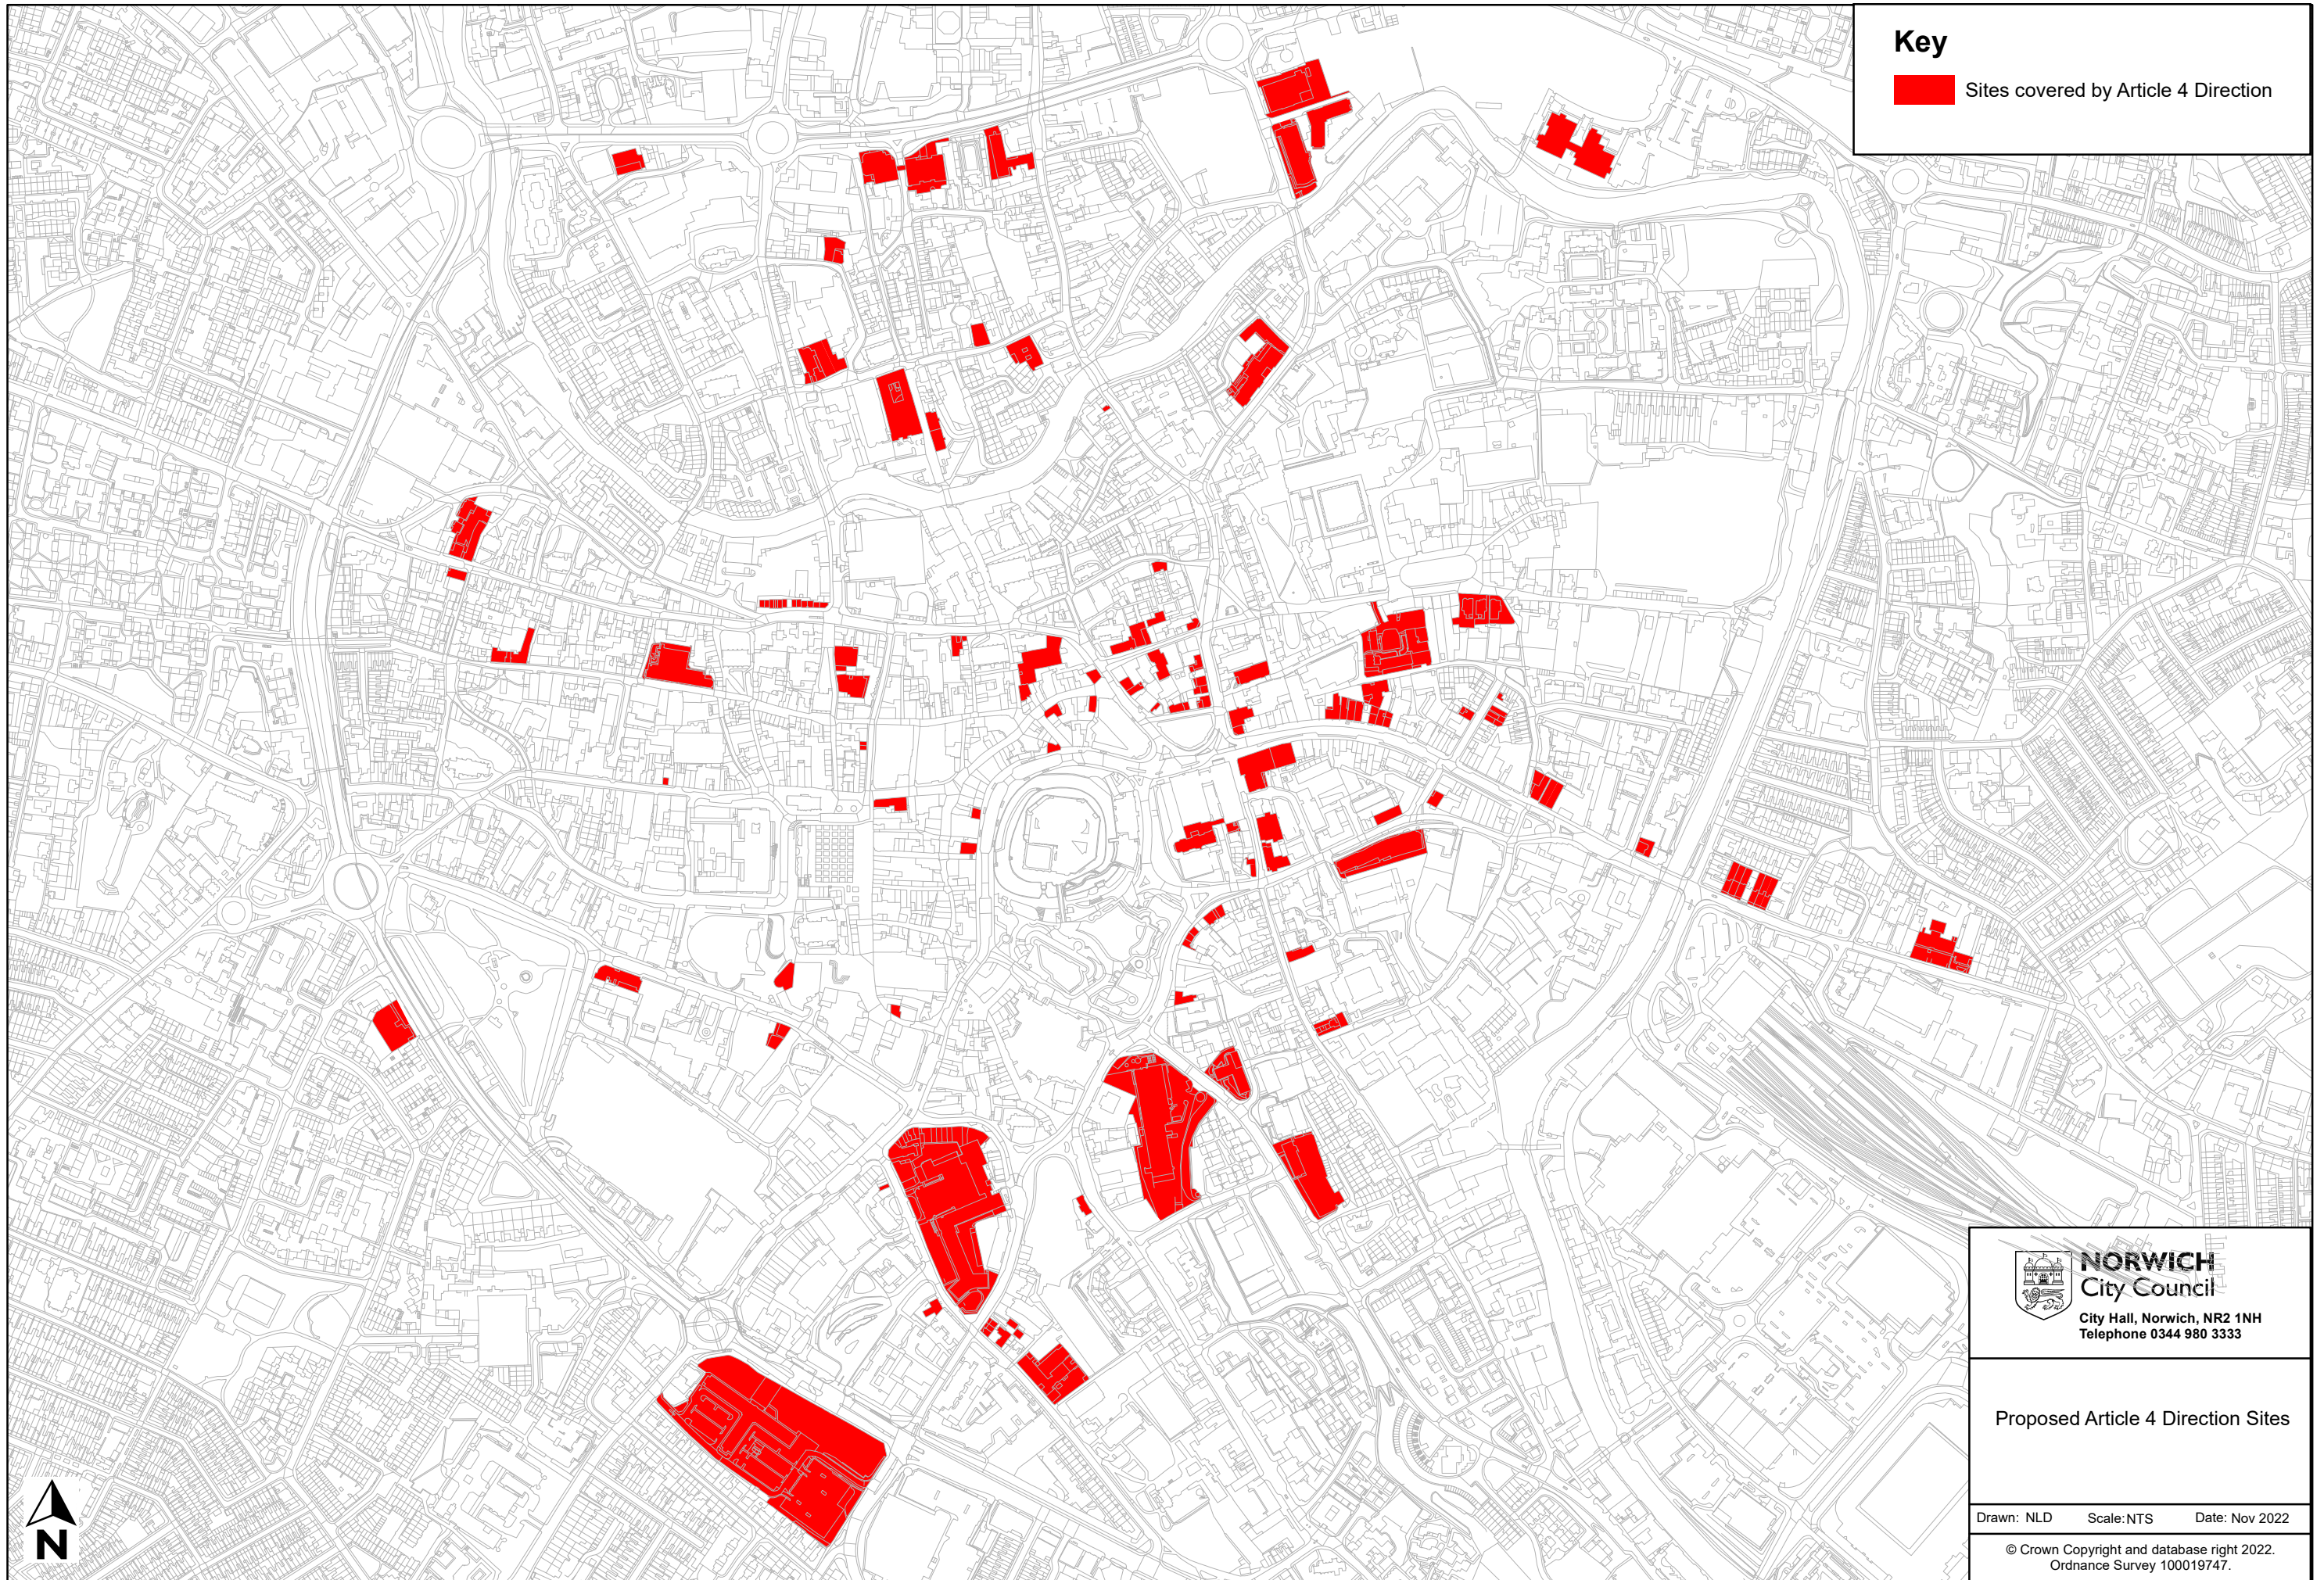 Key
Sites covered by Article 4 Direction
NORWICH
City Council
City Hall, Norwich, NR2 1NH
Telephone 0344 980 3333
Proposed Article 4 Direction Sites
Drawn: NLD Scale: NTS Date: Nov 2022
© Crown Copyright and database right 2022.
Ordnance Survey 100019747.
N